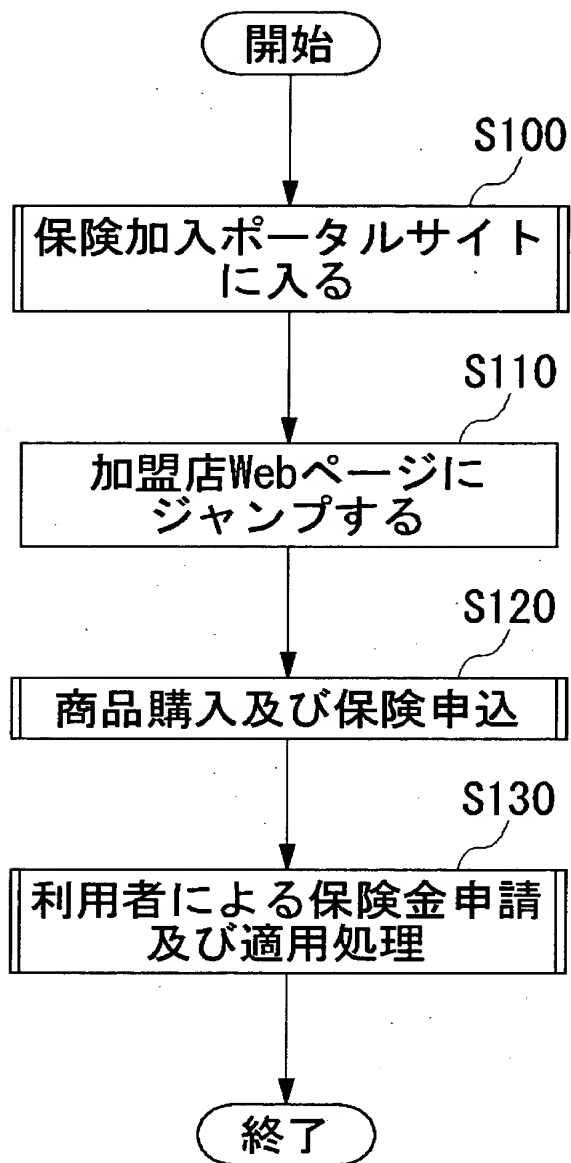 開始
S100
保険加入ポータルサイト
に入る
S110
加盟店Webページに
ジャンプする
S120
商品購入及び保険申込
S130
利用者による保険金申請
及び適用処理
終了